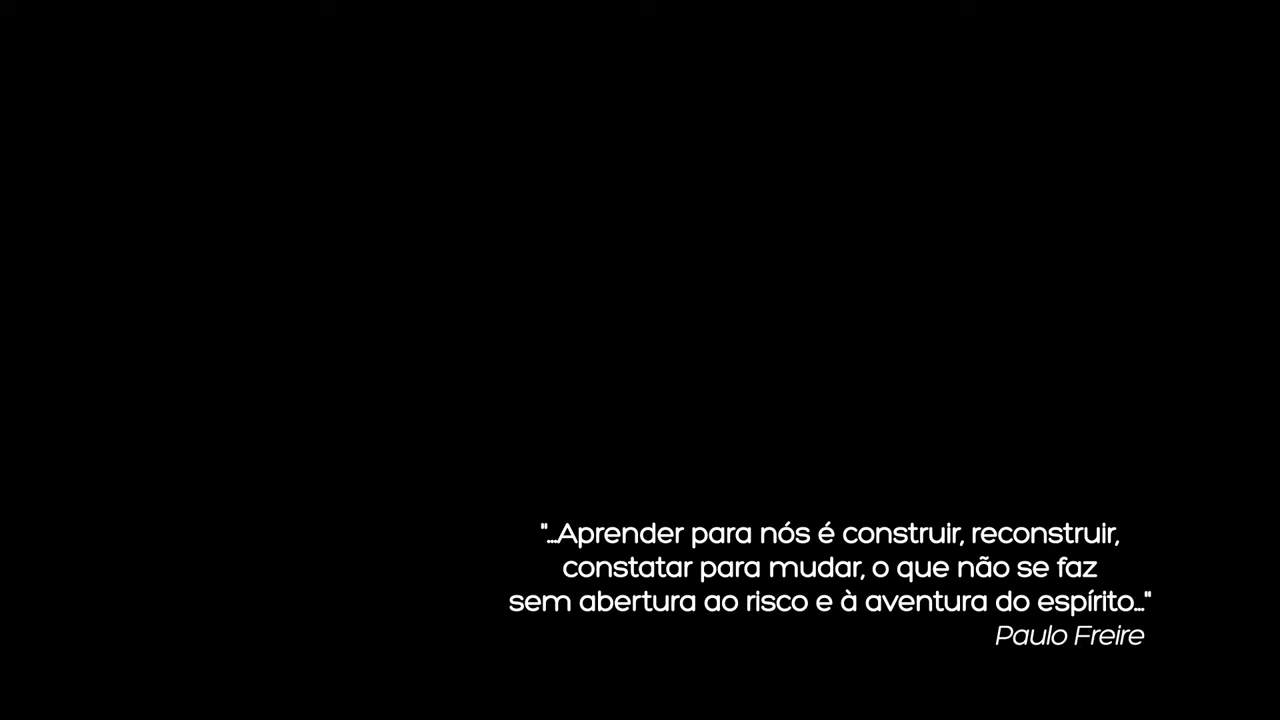 "...Aprender para nós é construir, reconstruir,
constatar para mudar, o que não se faz
sem abertura ao risco e à aventura do espírito..."
Paulo Freire